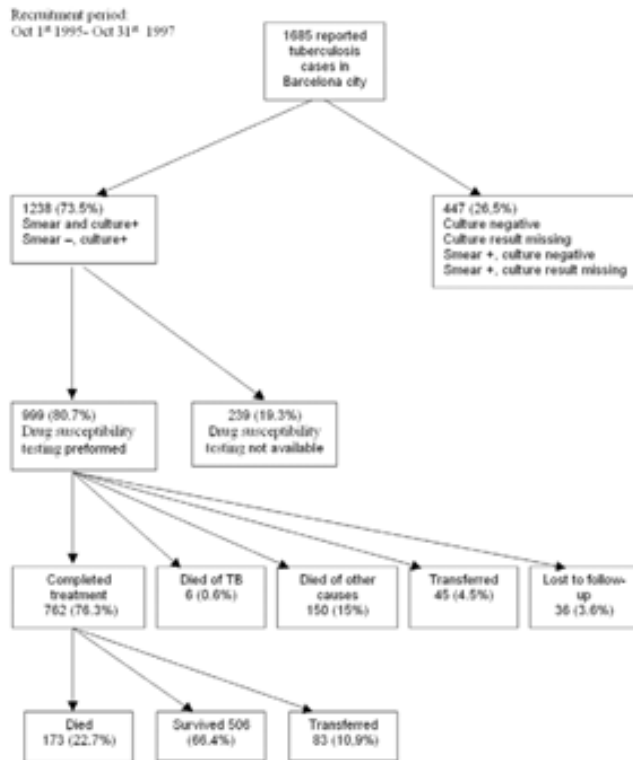 Recruitment period:
Oct 1st 1995- Oct 31st 1997
1685 reported
tuberculosis
cases in
Barcelona city
1238 (73.5%)
Smear and culture+
Smear –, culture+
447 (26,5%)
Culture negative
Culture result missing
Smear +, culture negative
Smear +, culture result missing
999 (80.7%)
Drug susceptibility
testing preformed
239 (19.3%)
Drug susceptibility
testing not available
Completed
treatment
762 (76.3%)
Died of TB
6 (0.6%)
Died of other
causes
150 (15%)
Transferred
45 (4.5%)
Lost to follow-
up
36 (3.6%)
Died
173 (22.7%)
Survived 506
(66.4%)
Transferred
83 (10,9%)